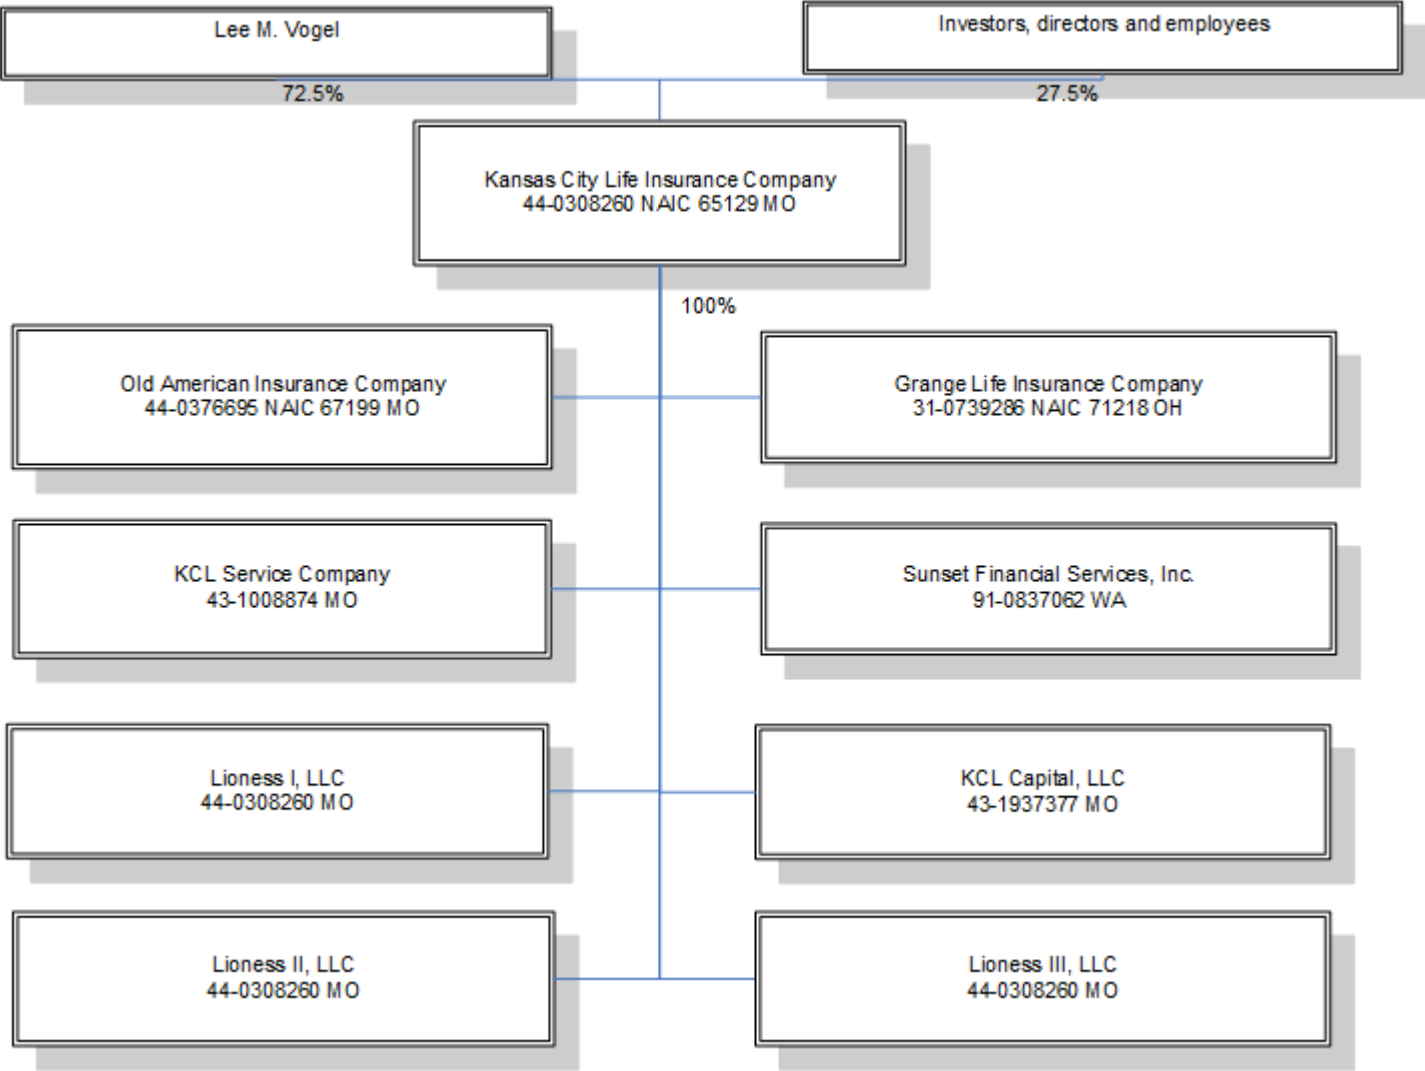 Lee M. Vogel
Investors, directors and employees
72.5%
27.5%
Kansas City Life Insurance Company
44-0308260 NAIC 65129 MO
100%
Old American Insurance Company
44-0376695 NAIC 67199 MO
Grange Life Insurance Company
31-0739286 NAIC 71218 OH
KCL Service Company
43-1008874 MO
Sunset Financial Services, Inc.
91-0837062 WA
Lioness I, LLC
44-0308260 MO
KCL Capital, LLC
43-1937377 MO
Lioness II, LLC
44-0308260 MO
Lioness III, LLC
44-0308260 MO